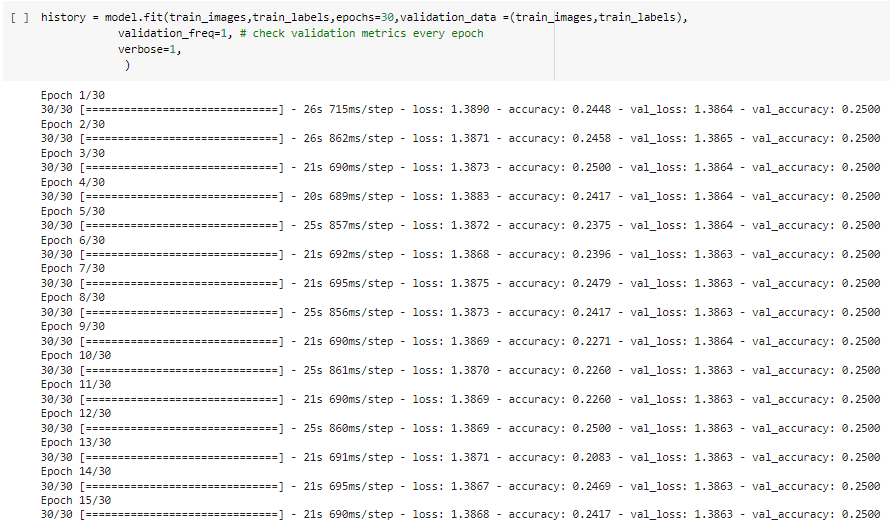 [ ] history = model.fit(train_images,train_labels,epochs=30,validation_data =(train_images,train_labels),
validation_freq=1, # check validation metrics every epoch
verbose=1,
)
Epoch 1/30
30/30 [==============================] - 26s 715ms/step - loss: 1.3890 - accuracy: 0.2448 - val_loss: 1.3864 - val_accuracy: 0.2500
Epoch 2/30
30/30 [==============================] - 26s 862ms/step - loss: 1.3871 - accuracy: 0.2458 - val_loss: 1.3865 - val_accuracy: 0.2500
Epoch 3/30
30/30 [==============================] - 21s 690ms/step - loss: 1.3873 - accuracy: 0.2500 - val_loss: 1.3864 - val_accuracy: 0.2500
Epoch 4/30
30/30 [==============================] - 20s 689ms/step - loss: 1.3883 - accuracy: 0.2417 - val_loss: 1.3864 - val_accuracy: 0.2500
Epoch 5/30
30/30 [==============================] - 25s 857ms/step - loss: 1.3872 - accuracy: 0.2375 - val_loss: 1.3864 - val_accuracy: 0.2500
Epoch 6/30
30/30 [==============================] - 21s 692ms/step - loss: 1.3868 - accuracy: 0.2396 - val_loss: 1.3863 - val_accuracy: 0.2500
Epoch 7/30
30/30 [==============================] - 21s 695ms/step - loss: 1.3875 - accuracy: 0.2479 - val_loss: 1.3863 - val_accuracy: 0.2500
Epoch 8/30
30/30 [==============================] - 25s 856ms/step - loss: 1.3873 - accuracy: 0.2417 - val_loss: 1.3863 - val_accuracy: 0.2500
Epoch 9/30
30/30 [==============================] - 21s 690ms/step - loss: 1.3869 - accuracy: 0.2271 - val_loss: 1.3864 - val_accuracy: 0.2500
Epoch 10/30
30/30 [==============================] - 25s 861ms/step - loss: 1.3870 - accuracy: 0.2260 - val_loss: 1.3863 - val_accuracy: 0.2500
Epoch 11/30
30/30 [==============================] - 21s 690ms/step - loss: 1.3869 - accuracy: 0.2260 - val_loss: 1.3863 - val_accuracy: 0.2500
Epoch 12/30
30/30 [==============================] - 25s 860ms/step - loss: 1.3869 - accuracy: 0.2500 - val_loss: 1.3863 - val_accuracy: 0.2500
Epoch 13/30
30/30 [==============================] - 21s 691ms/step - loss: 1.3871 - accuracy: 0.2083 - val_loss: 1.3863 - val_accuracy: 0.2500
Epoch 14/30
30/30 [==============================] - 21s 695ms/step - loss: 1.3867 - accuracy: 0.2469 - val_loss: 1.3863 - val_accuracy: 0.2500
Epoch 15/30
30/30 [==============================] - 21s 690ms/step - loss: 1.3868 - accuracy: 0.2417 - val_loss: 1.3863 - val_accuracy: 0.2500